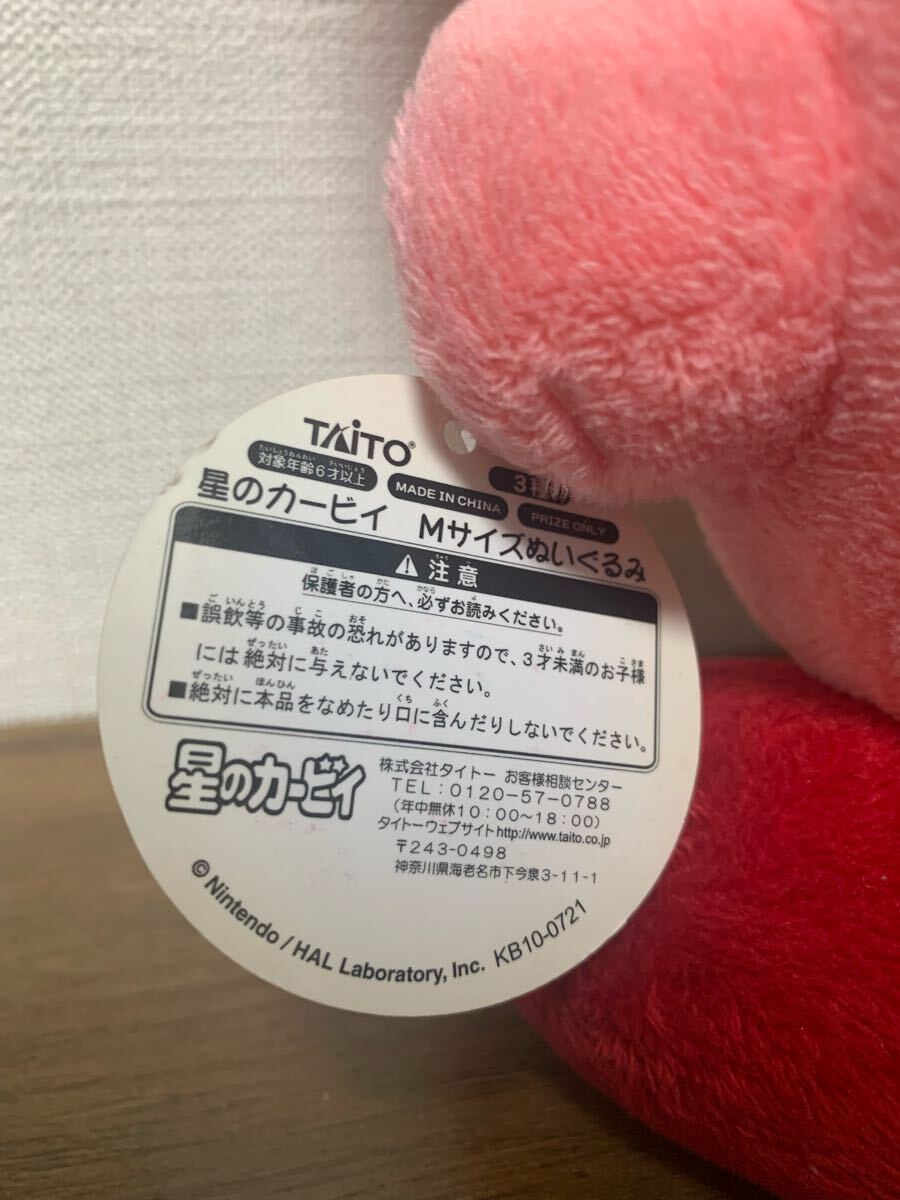 TAITO®
たいしょうねんれい さいいじょう
対象年齢6才以上
MADE IN CHINA
3種
PRIZE ONLY
星のカービィ Mサイズぬいぐるみ
ちゅう い
注意
ほごしゃ かた かなら よ
保護者の方へ、必ずお読みください。
ごいんとう じこ おそ さいみまん こさま
■誤飲等の事故の恐れがありますので、3才未満のお子様
ぜったい あた
には絶対に与えないでください。
ぜったい ほんひん くち ふく
■絶対に本品をなめたり口に含んだりしないでください。
星のカービィ
株式会社タイトー お客様相談センター
TEL:0120-57-0788
(年中無休10:00〜18:00)
タイトーウェブサイトhttp://www.taito.co.jp
〒243-0498
神奈川県海老名市下今泉3-11-1
©Nintendo / HAL Laboratory, Inc. KB10-0721